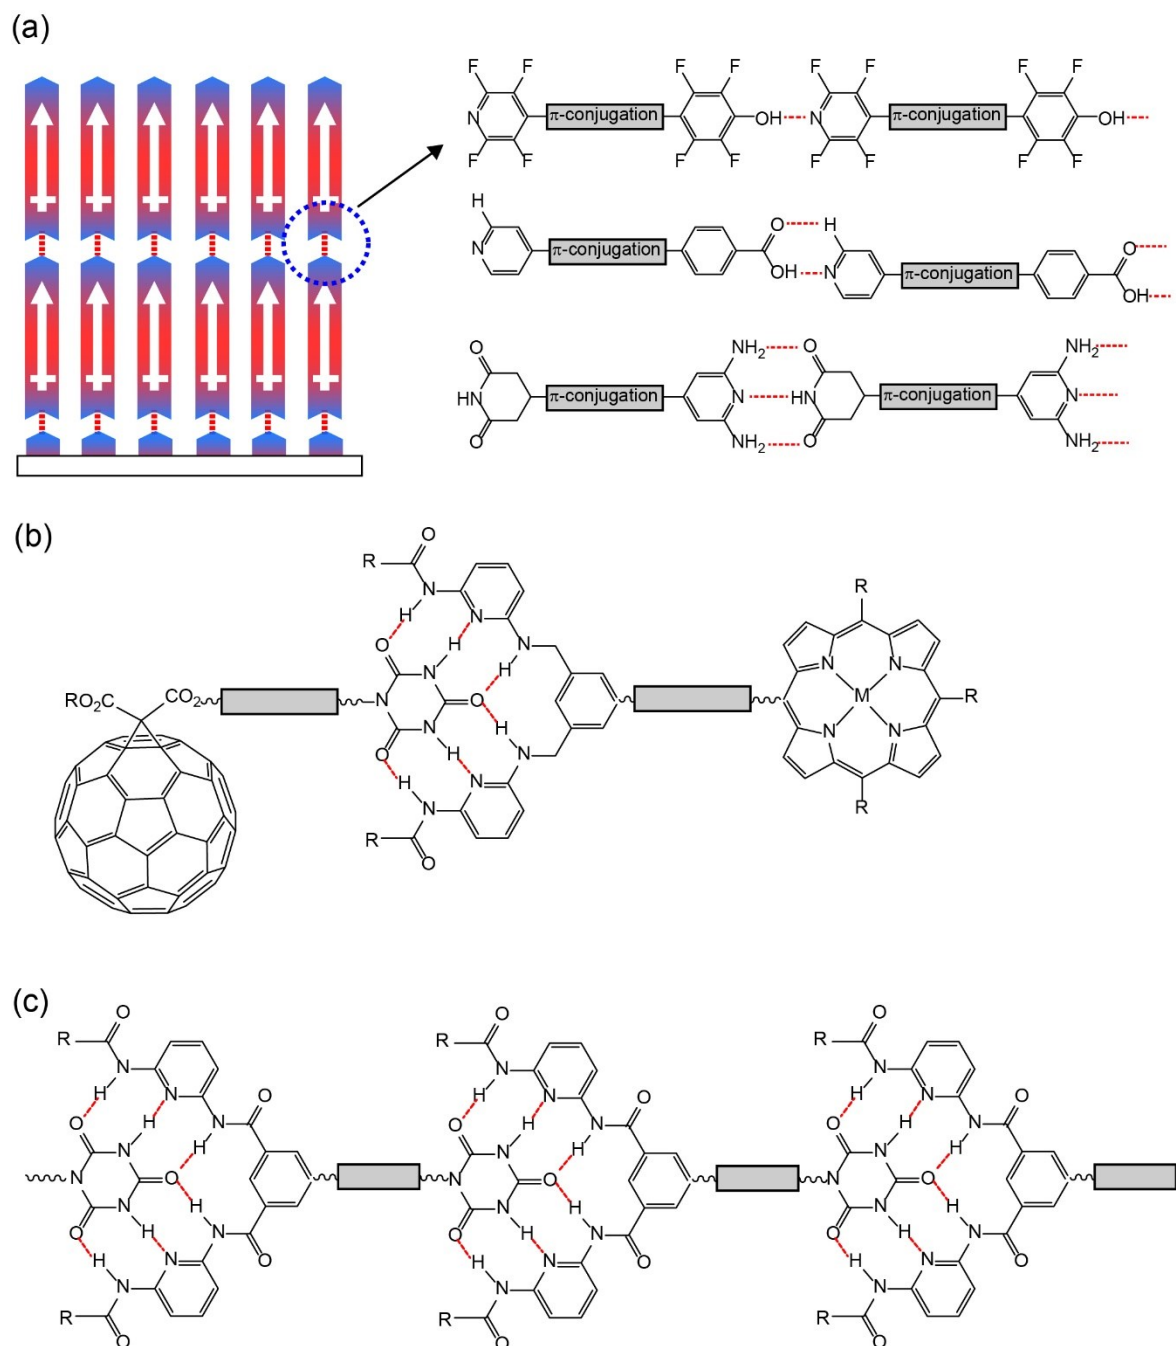 (a)
F F F F F F F F
N π-conjugation OH N π-conjugation OH
F F F F F F F F
H O H
N π-conjugation OH N π-conjugation O OH
O NH2 O NH2
HN π-conjugation N HN π-conjugation N
O NH2 O NH2
(b)
O
R N
H N
O H N R
N H N N
RO2C CO2 N O M R
O N H N N
H N R
H N
R N
O
(c)
O O O
R N R N R N
H N O H N O H N O
O H N O H N O H N
N H N H N H
N O N O N O
N H N H N H
O H N O H N O H N
H N O H N O H N O
R N R N R N
O O O